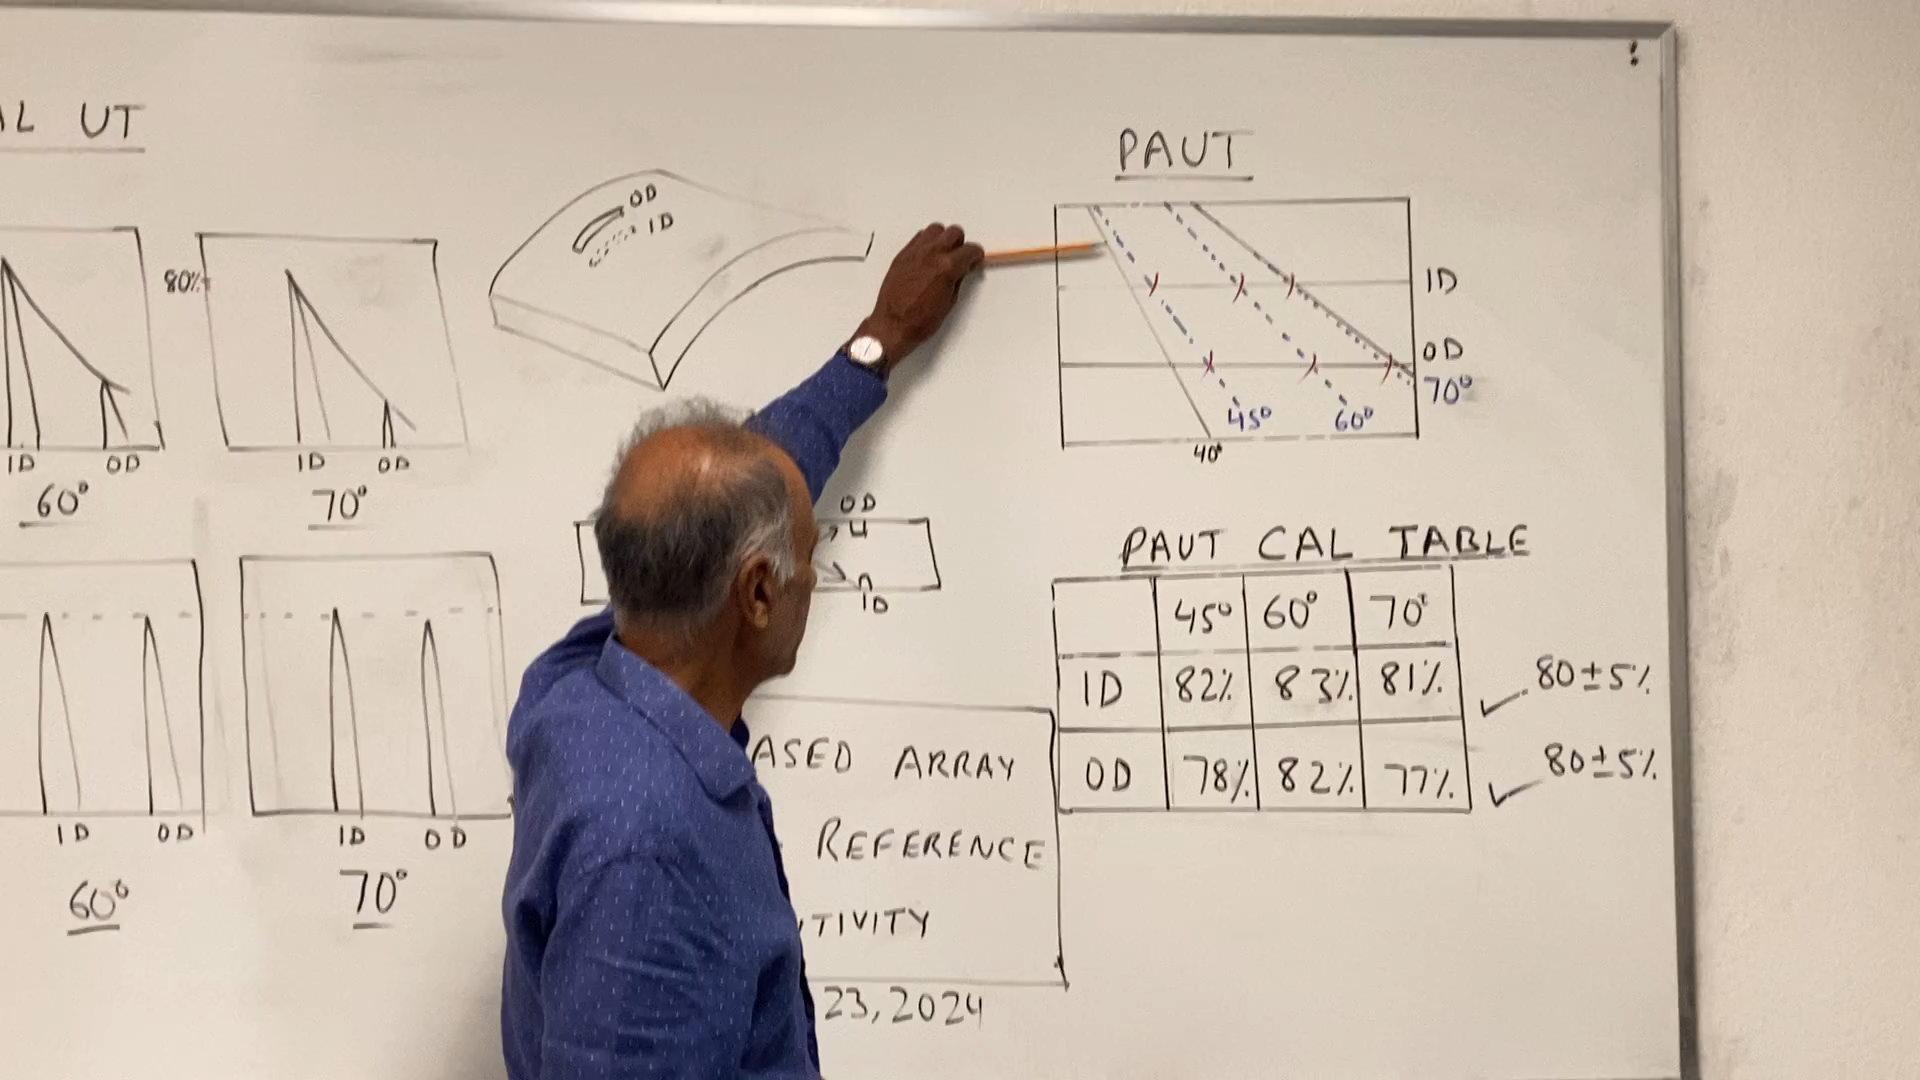 AL UT
80%
ID OD
60°
ID OD
70°
ID OD
60°
ID OD
70°
OD
ID
OD
ID
PAUT
ID
OD
70°
45° 60°
40°
PAUT CAL TABLE
45° 60° 70°
ID 82% 83% 81% 80±5%
OD 78% 82% 77% 80±5%
ASED ARRAY
REFERENCE
TIVITY
23, 2024